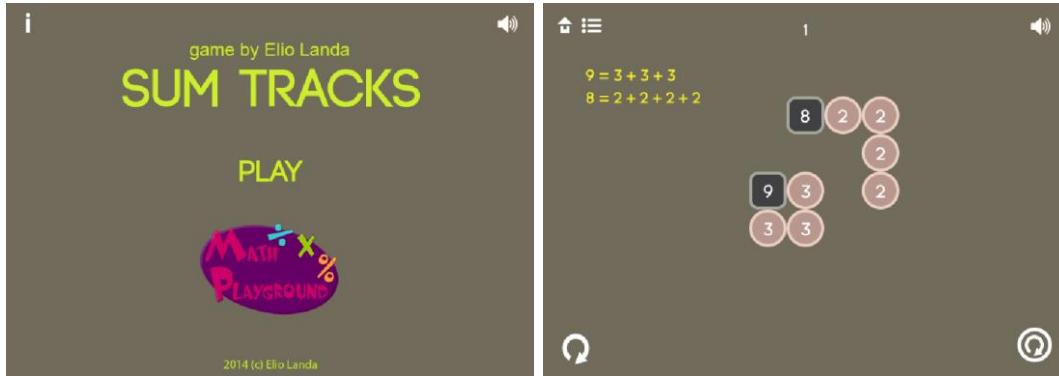 i
game by Elio Landa
SUM TRACKS
PLAY
MATH ÷ x %
PLAYGROUND
2014 (c) Elio Landa
1
9 = 3 + 3 + 3
8 = 2 + 2 + 2 + 2
8 2 2
2
9 3 2
3 3